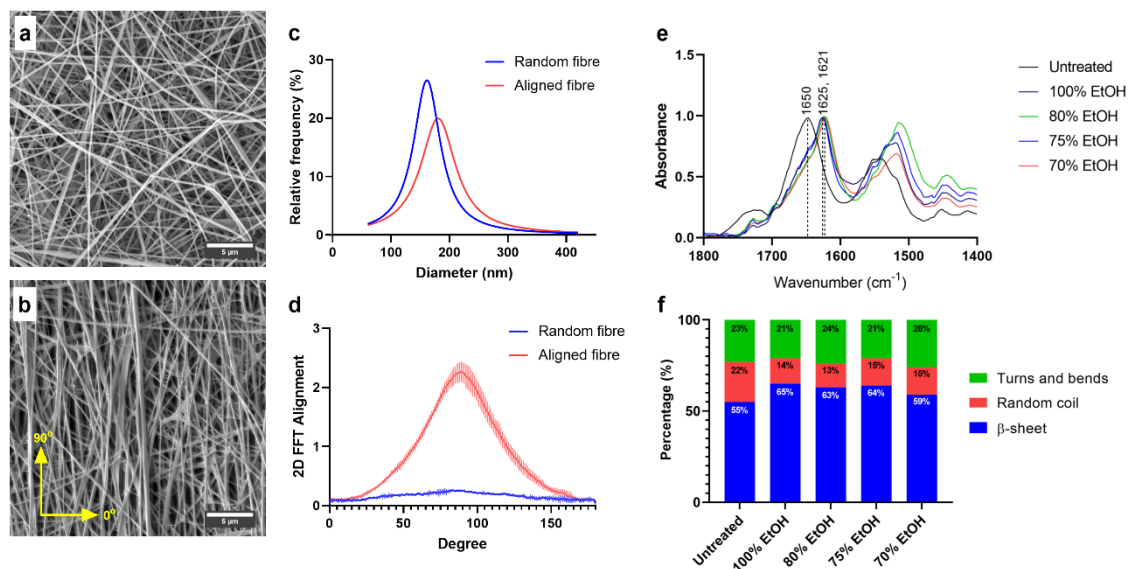 a
5 µm
b
90°
0°
5 µm
c
Random fibre
Aligned fibre
Relative frequency (%)
30
20
10
0
0
100
200
300
400
Diameter (nm)
d
Random fibre
Aligned fibre
2D FFT Alignment
3
2
1
0
0
50
100
150
Degree
e
1650
1625, 1621
Untreated
100% EtOH
80% EtOH
75% EtOH
70% EtOH
Absorbance
1.5
1.0
0.5
0.0
1800
1700
1600
1500
1400
Wavenumber (cm⁻¹)
f
Percentage (%)
100
50
0
23%
21%
24%
21%
26%
22%
14%
13%
15%
15%
55%
65%
63%
64%
59%
Turns and bends
Random coil
β-sheet
Untreated
100% EtOH
80% EtOH
75% EtOH
70% EtOH